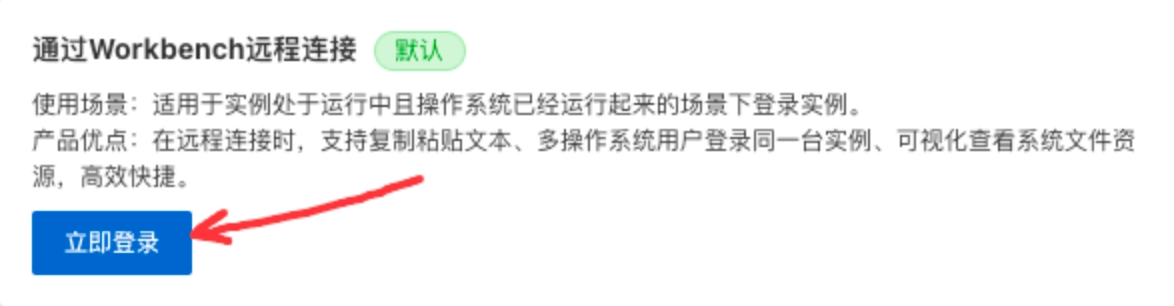 通过Workbench远程连接 默认
使用场景：适用于实例处于运行中且操作系统已经运行起来的场景下登录实例。
产品优点：在远程连接时，支持复制粘贴文本、多操作系统用户登录同一台实例、可视化查看系统文件资
源，高效快捷。
立即登录